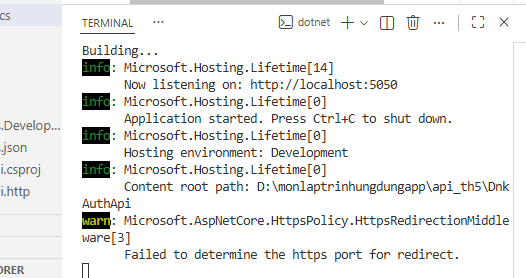 cs
TERMINAL ... dotnet
Building...
info: Microsoft.Hosting.Lifetime[14]
Now listening on: http://localhost:5050
info: Microsoft.Hosting.Lifetime[0]
Application started. Press Ctrl+C to shut down.
info: Microsoft.Hosting.Lifetime[0]
Hosting environment: Development
s.Develop...
.json
info: Microsoft.Hosting.Lifetime[0]
i.csproj
Content root path: D:\monlaptrinhungdungapp\api_th5\Dnk
i.http
AuthApi
warn: Microsoft.AspNetCore.HttpsPolicy.HttpsRedirectionMiddle
ware[3]
Failed to determine the https port for redirect.
ORER